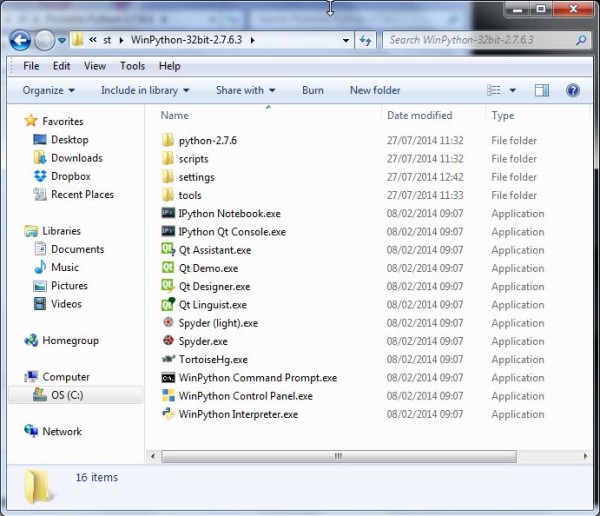 « st ▸ WinPython-32bit-2.7.6.3 ▸ Search WinPython-32bit-2.7.6.3
File Edit View Tools Help
Organize Include in library Share with Burn New folder
Name Date modified Type
Favorites
Desktop
Downloads
Dropbox
Recent Places
Libraries
Documents
Music
Pictures
Videos
Homegroup
Computer
OS (C:)
Network
python-2.7.6 27/07/2014 11:32 File folder
scripts 27/07/2014 11:32 File folder
settings 27/07/2014 12:42 File folder
tools 27/07/2014 11:33 File folder
IPython Notebook.exe 08/02/2014 09:07 Application
IPython Qt Console.exe 08/02/2014 09:07 Application
Qt Assistant.exe 08/02/2014 09:07 Application
Qt Demo.exe 08/02/2014 09:07 Application
Qt Designer.exe 08/02/2014 09:07 Application
Qt Linguist.exe 08/02/2014 09:07 Application
Spyder (light).exe 08/02/2014 09:07 Application
Spyder.exe 08/02/2014 09:07 Application
TortoiseHg.exe 08/02/2014 09:07 Application
WinPython Command Prompt.exe 08/02/2014 09:07 Application
WinPython Control Panel.exe 08/02/2014 09:07 Application
WinPython Interpreter.exe 08/02/2014 09:07 Application
16 items